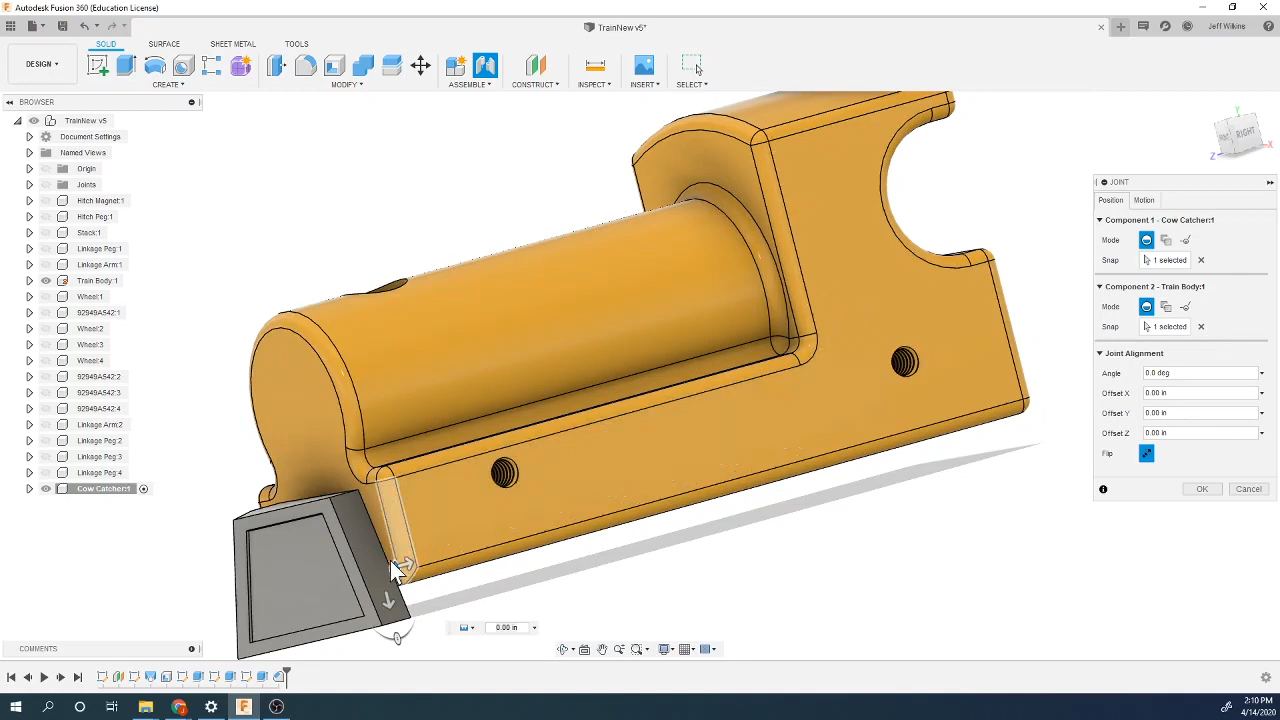 Autodesk Fusion 360 (Education License)
TrainNew v5*
Jeff Wilkins
SOLID
SURFACE
SHEET METAL
TOOLS
DESIGN
CREATE
MODIFY
ASSEMBLE
CONSTRUCT
INSPECT
INSERT
SELECT
BROWSER
TrainNew v5
Document Settings
Named Views
Origin
Joints
Hitch Magnet:1
Hitch Peg:1
Stack:1
Linkage Peg:1
Linkage Arm:1
Train Body:1
Wheel:1
92949A542:1
Wheel:2
Wheel:3
Wheel:4
92949A542:2
92949A542:3
92949A542:4
Linkage Arm:2
Linkage Peg:2
Linkage Peg:3
Linkage Peg:4
Cow Catcher:1
Y
RIGHT
X
Z
JOINT
Position Motion
Component 1 - Cow Catcher:1
Mode
Snap 1 selected
Component 2 - Train Body:1
Mode
Snap 1 selected
Joint Alignment
Angle 0.0 deg
Offset X 0.00 in
Offset Y 0.00 in
Offset Z 0.00 in
Flip
OK Cancel
0.00 in
COMMENTS
2:10 PM
4/14/2020